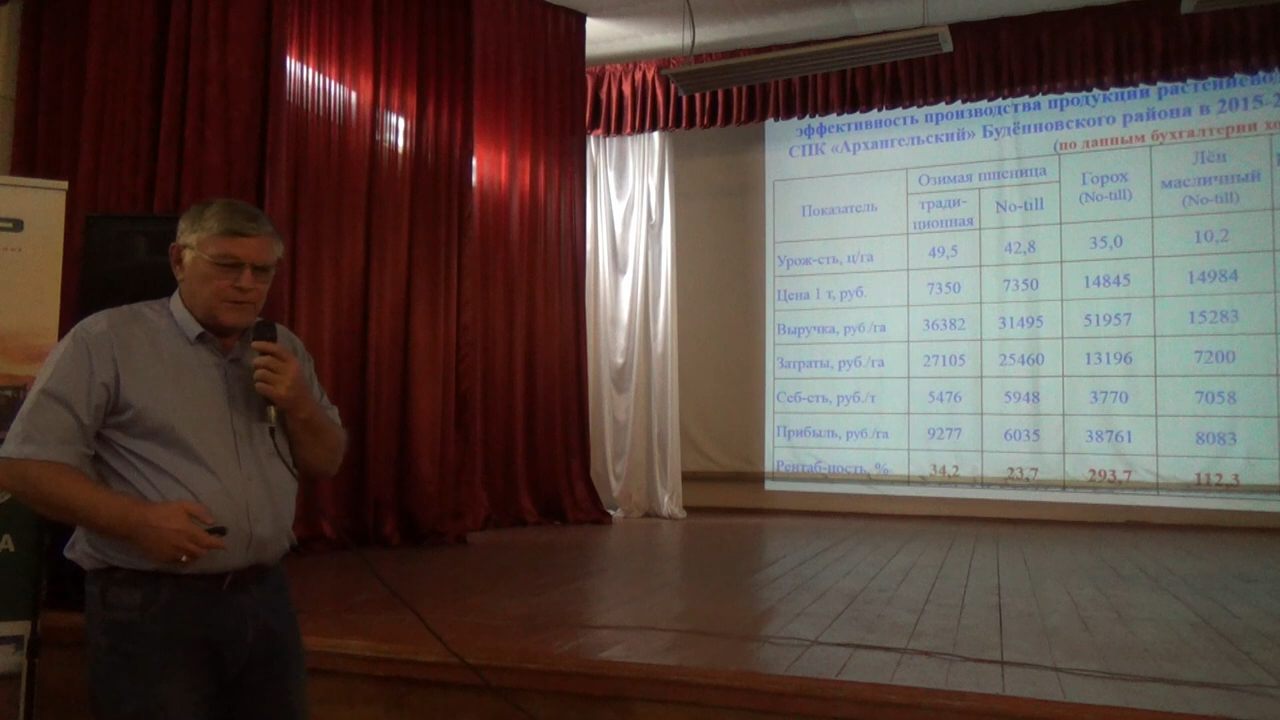 эффективность производства продукции
СПК «Архангельский» Будённовского района в 2015-2
(по данным бухгалтерии
Показатель Озимая пшеница Горох (No-till) Лён масличный (No-till)
тради-ционная No-till
Урож-сть, ц/га 49,5 42,8 35,0 10,2
Цена 1 т, руб. 7350 7350 14845 14984
Выручка, руб./га 36382 31495 51957 15283
Затраты, руб./га 27105 25460 13196 7200
Себ-сть, руб./т 5476 5948 3770 7058
Прибыль, руб./га 9277 6035 38761 8083
Рентаб-ность, % 34,2 23,7 293,7 112,3
А